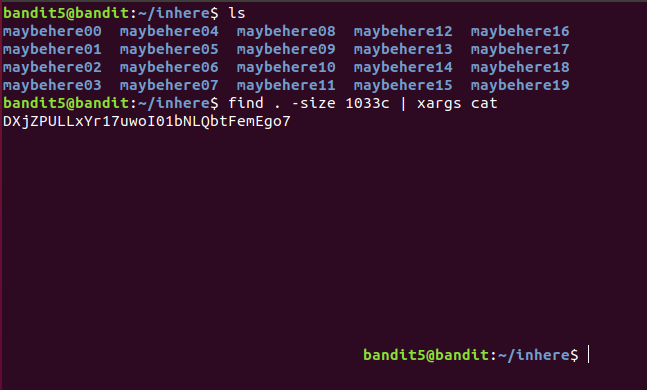 bandit5@bandit:~/inhere$ ls
maybehere00 maybehere04 maybehere08 maybehere12 maybehere16
maybehere01 maybehere05 maybehere09 maybehere13 maybehere17
maybehere02 maybehere06 maybehere10 maybehere14 maybehere18
maybehere03 maybehere07 maybehere11 maybehere15 maybehere19
bandit5@bandit:~/inhere$ find . -size 1033c | xargs cat
DXjZPULLxYr17uwoI01bNLQbtFemEgo7
bandit5@bandit:~/inhere$